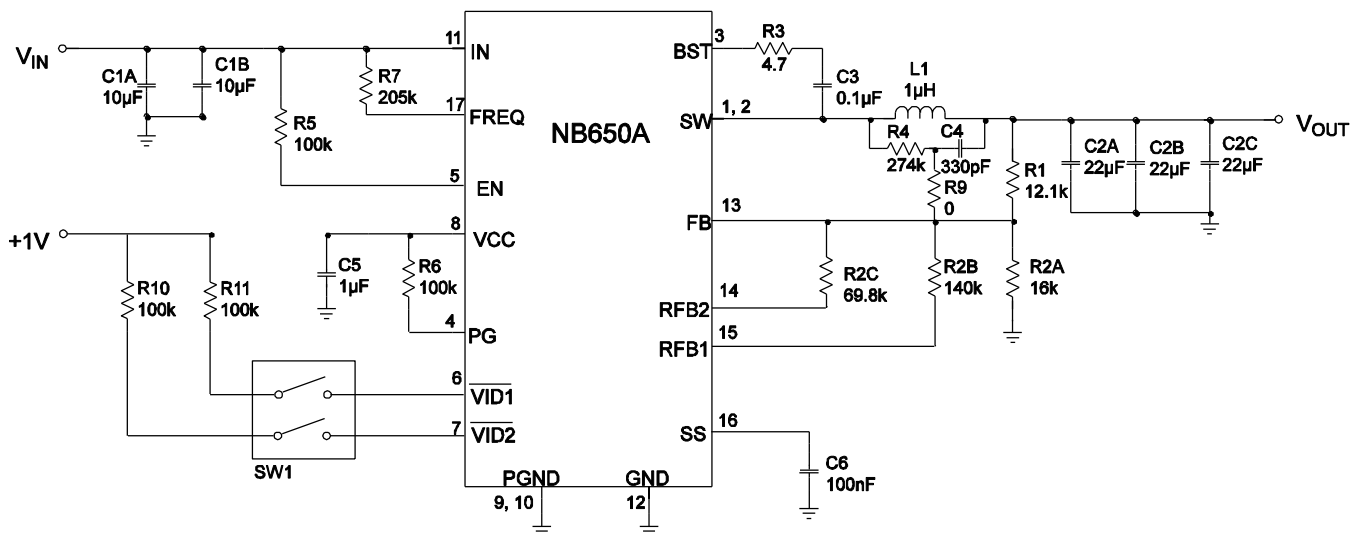 VIN
C1A
10µF
C1B
10µF
R5
100k
R7
205k
11
IN
17
FREQ
5
EN
8
VCC
4
PG
6
VID1
7
VID2
+1V
R10
100k
R11
100k
C5
1µF
R6
100k
SW1
NB650A
PGND
9, 10
GND
12
3
BST
R3
4.7
C3
0.1µF
1, 2
SW
L1
1µH
R4
274k
C4
330pF
R9
0
13
FB
R1
12.1k
C2A
22µF
C2B
22µF
C2C
22µF
VOUT
R2C
69.8k
R2B
140k
R2A
16k
14
RFB2
15
RFB1
16
SS
C6
100nF